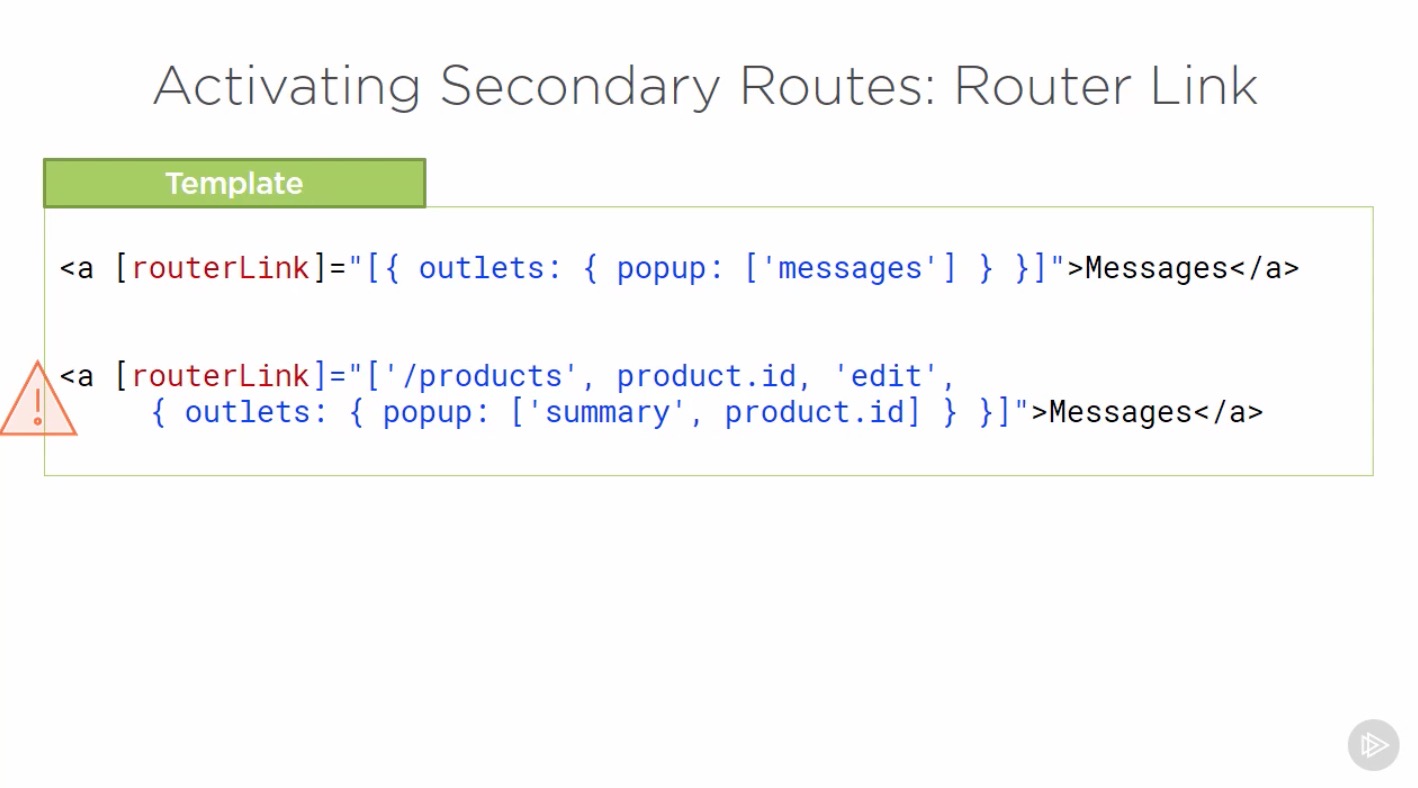 Activating Secondary Routes: Router Link
Template
<a [routerLink]="[{ outlets: { popup: ['messages'] } }]">Messages</a>
<a [routerLink]="['/products', product.id, 'edit',
{ outlets: { popup: ['summary', product.id] } }]">Messages</a>